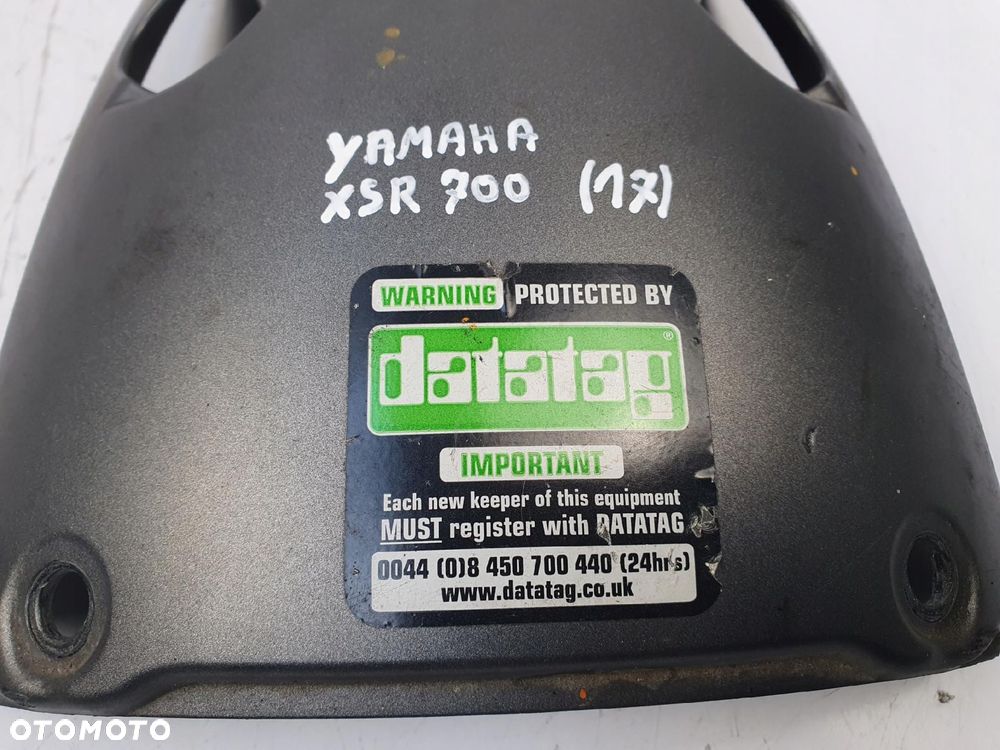 YAMAHA
XSR 700 (17)
WARNING PROTECTED BY
datatag®
IMPORTANT
Each new keeper of this equipment
MUST register with DATATAG
0044 (0)8 450 700 440 (24hrs)
www.datatag.co.uk
OTOMOTO